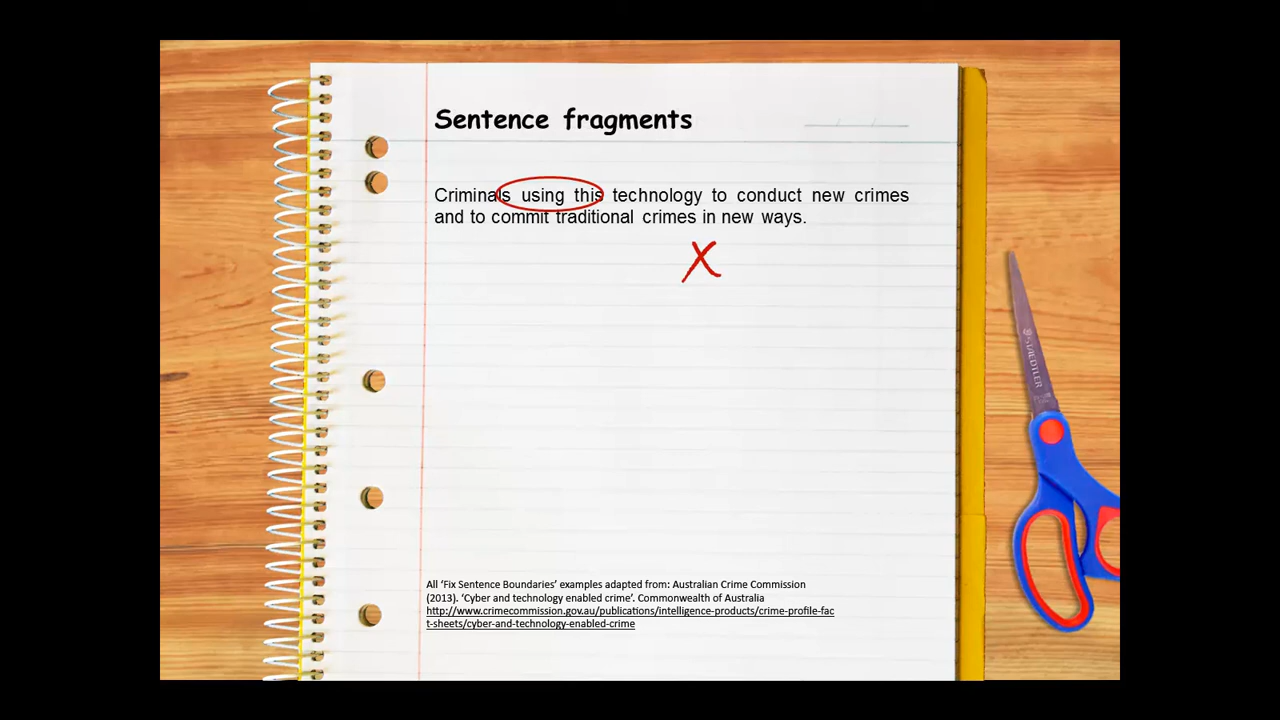 Sentence fragments
Criminals using this technology to conduct new crimes
and to commit traditional crimes in new ways.
X
All ‘Fix Sentence Boundaries’ examples adapted from: Australian Crime Commission
(2013). ‘Cyber and technology enabled crime’. Commonwealth of Australia
http://www.crimecommission.gov.au/publications/intelligence-products/crime-profile-fac
t-sheets/cyber-and-technology-enabled-crime
STAEDTLER